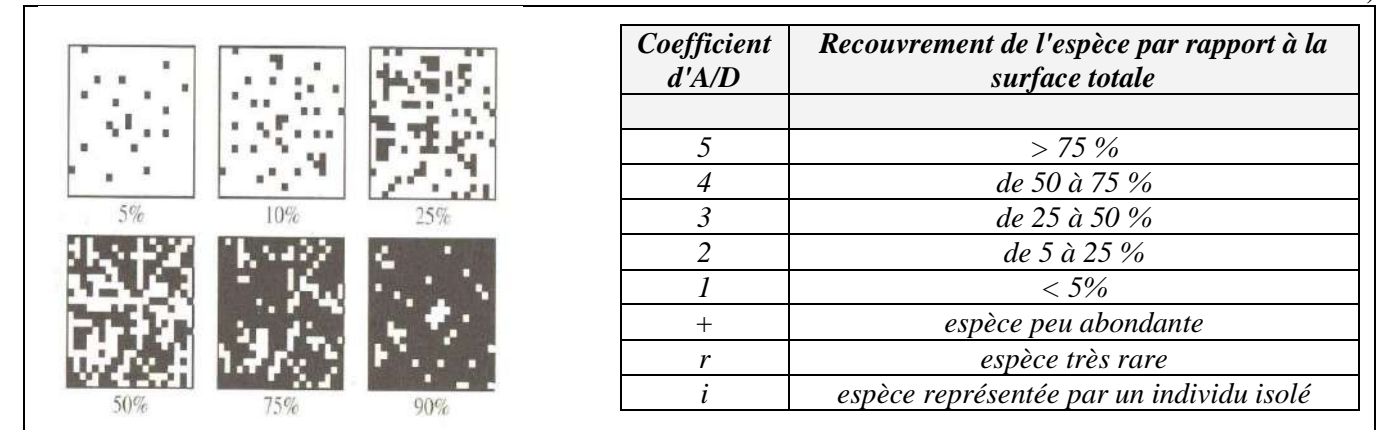 5% 10% 25%
50% 75% 90%
Coefficient d'A/D Recouvrement de l'espèce par rapport à la surface totale
5 > 75 %
4 de 50 à 75 %
3 de 25 à 50 %
2 de 5 à 25 %
1 < 5%
+ espèce peu abondante
r espèce très rare
i espèce représentée par un individu isolé